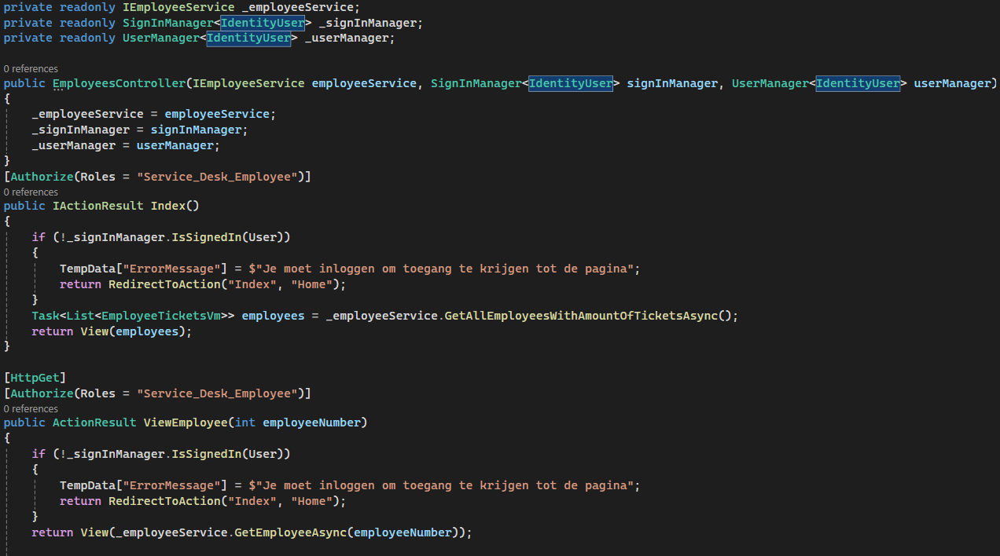 private readonly IEmployeeService _employeeService;
private readonly SignInManager<IdentityUser> _signInManager;
private readonly UserManager<IdentityUser> _userManager;
0 references
public EmployeesController(IEmployeeService employeeService, SignInManager<IdentityUser> signInManager, UserManager<IdentityUser> userManager)
{
_employeeService = employeeService;
_signInManager = signInManager;
_userManager = userManager;
}
[Authorize(Roles = "Service_Desk_Employee")]
0 references
public IActionResult Index()
{
if (!_signInManager.IsSignedIn(User))
{
TempData["ErrorMessage"] = $"Je moet inloggen om toegang te krijgen tot de pagina";
return RedirectToAction("Index", "Home");
}
Task<List<EmployeeTicketsVm>> employees = _employeeService.GetAllEmployeesWithAmountOfTicketsAsync();
return View(employees);
}
[HttpGet]
[Authorize(Roles = "Service_Desk_Employee")]
0 references
public ActionResult ViewEmployee(int employeeNumber)
{
if (!_signInManager.IsSignedIn(User))
{
TempData["ErrorMessage"] = $"Je moet inloggen om toegang te krijgen tot de pagina";
return RedirectToAction("Index", "Home");
}
return View(_employeeService.GetEmployeeAsync(employeeNumber));